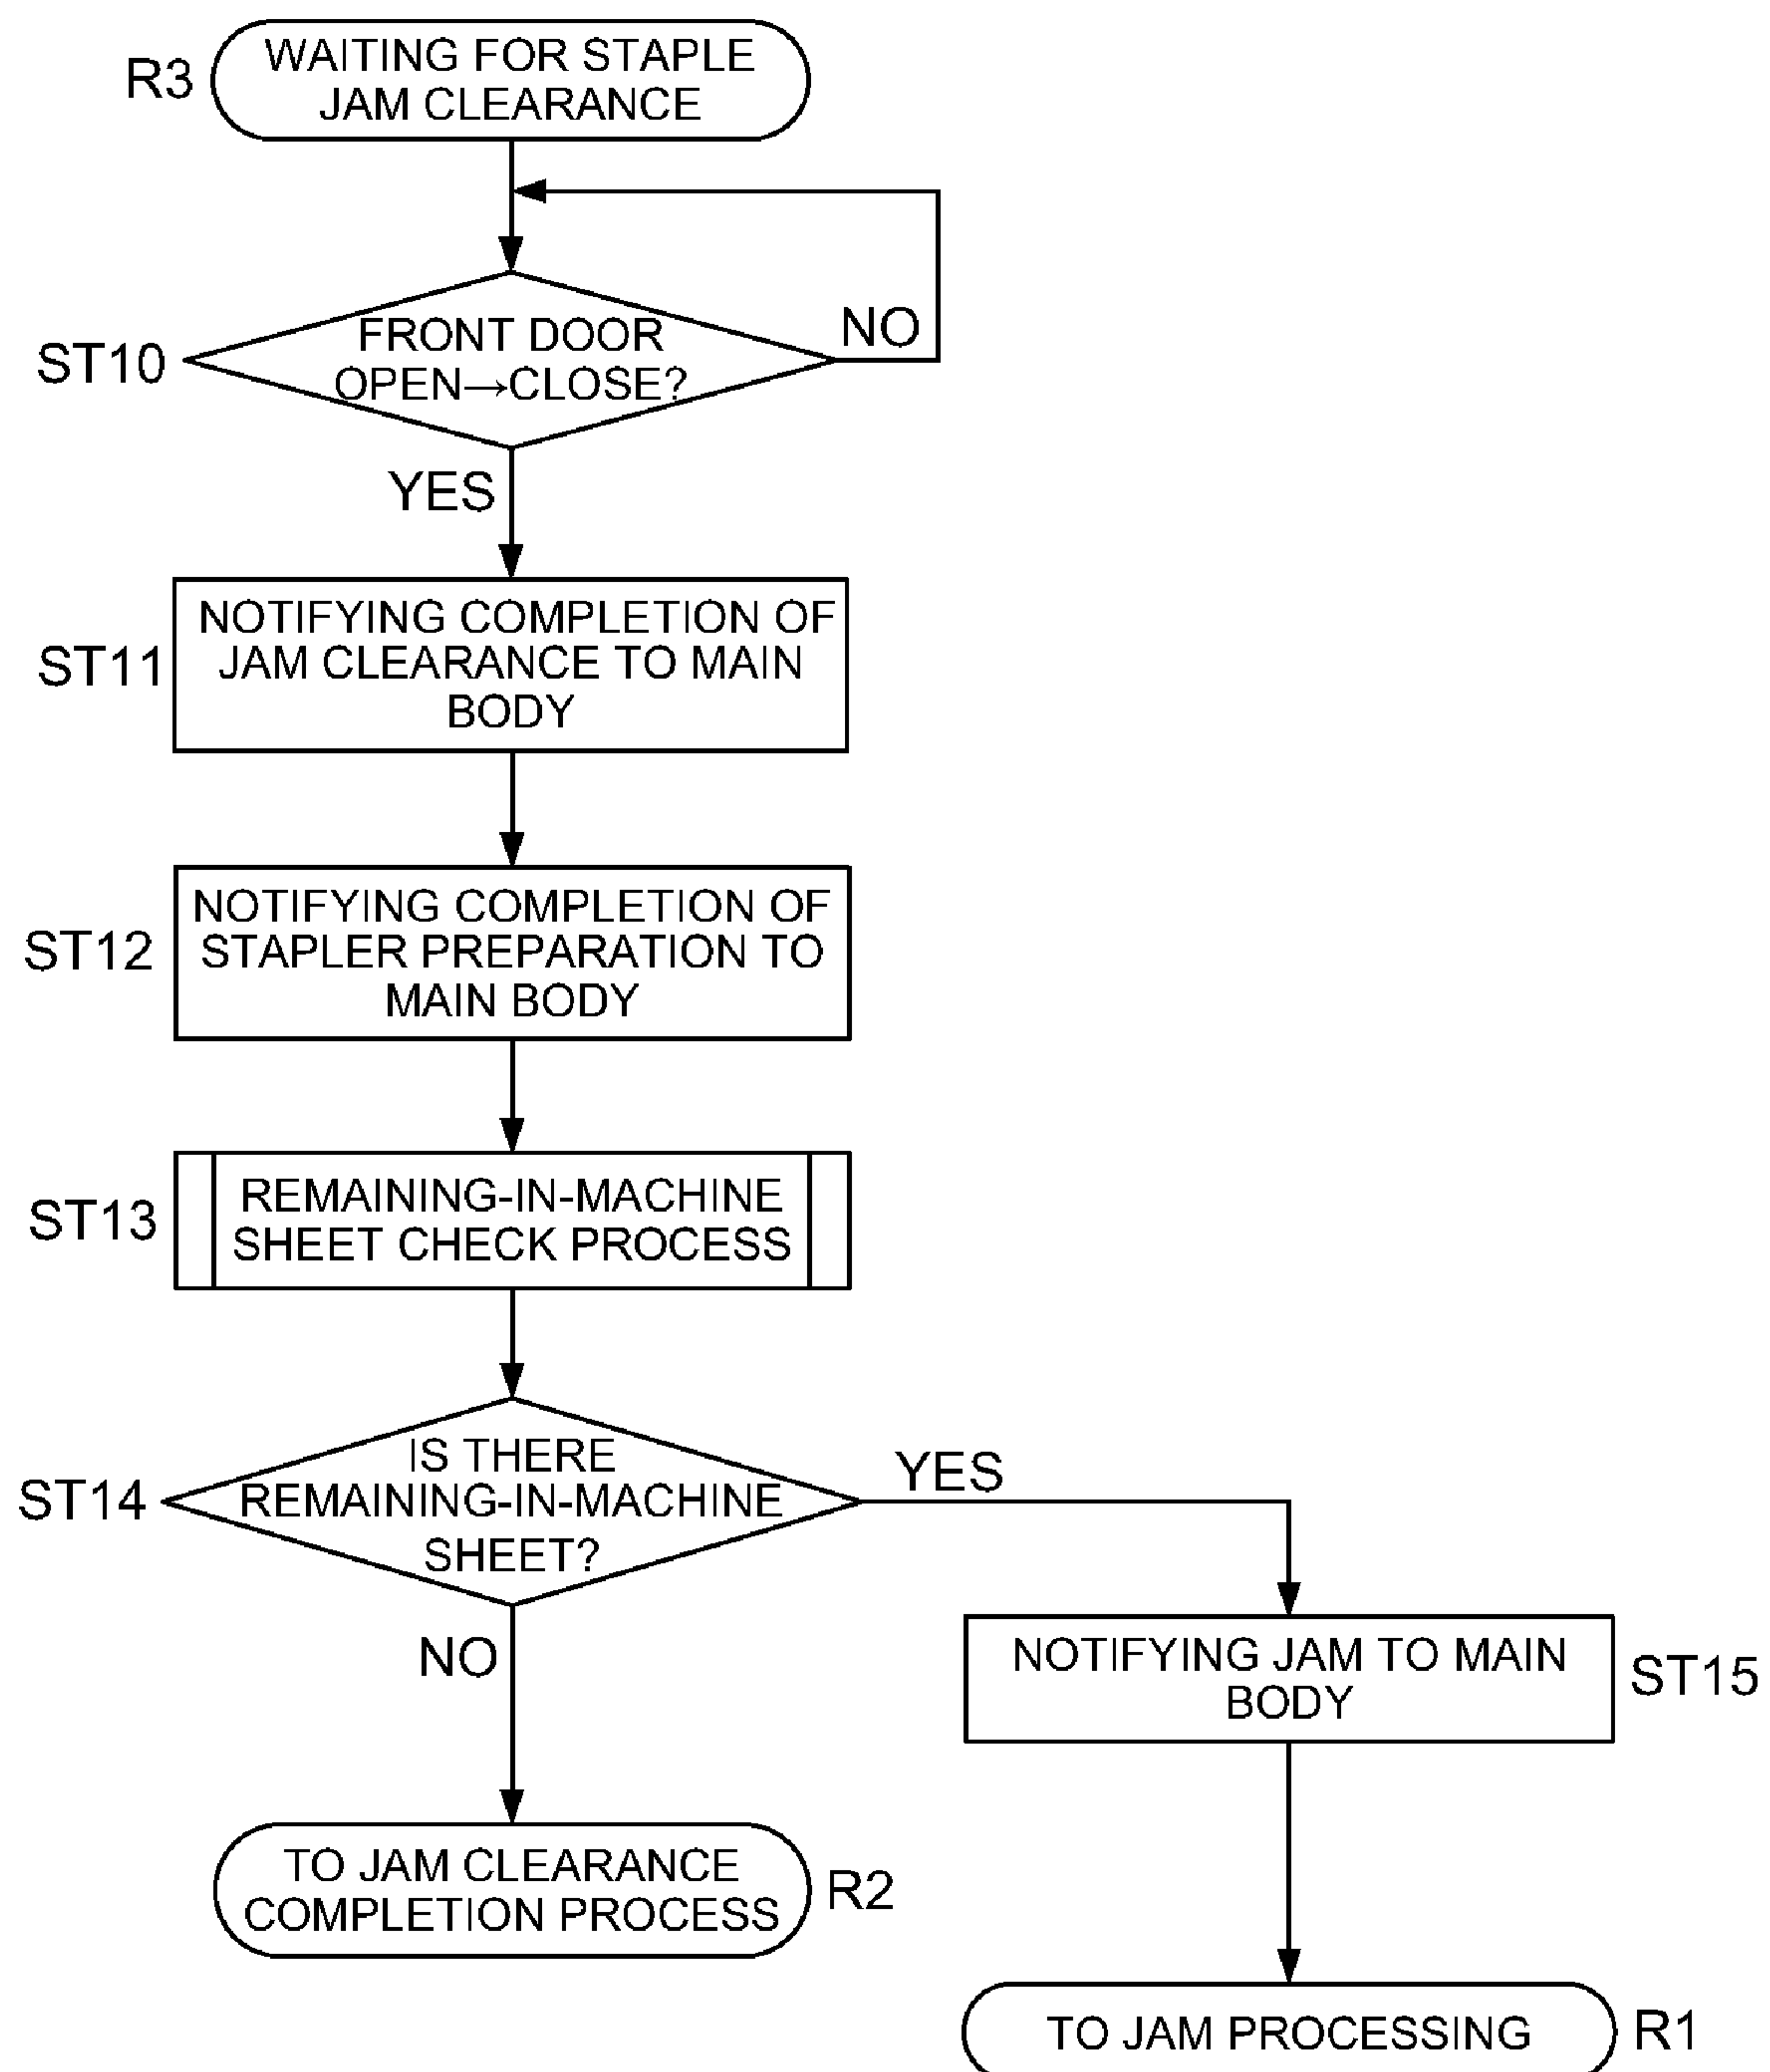 R3
WAITING FOR STAPLE
JAM CLEARANCE
ST10
FRONT DOOR
OPEN→CLOSE?
NO
YES
ST11
NOTIFYING COMPLETION OF
JAM CLEARANCE TO MAIN
BODY
ST12
NOTIFYING COMPLETION OF
STAPLER PREPARATION TO
MAIN BODY
ST13
REMAINING-IN-MACHINE
SHEET CHECK PROCESS
ST14
IS THERE
REMAINING-IN-MACHINE
SHEET?
YES
NO
NOTIFYING JAM TO MAIN
BODY
ST15
TO JAM CLEARANCE
COMPLETION PROCESS
R2
TO JAM PROCESSING
R1